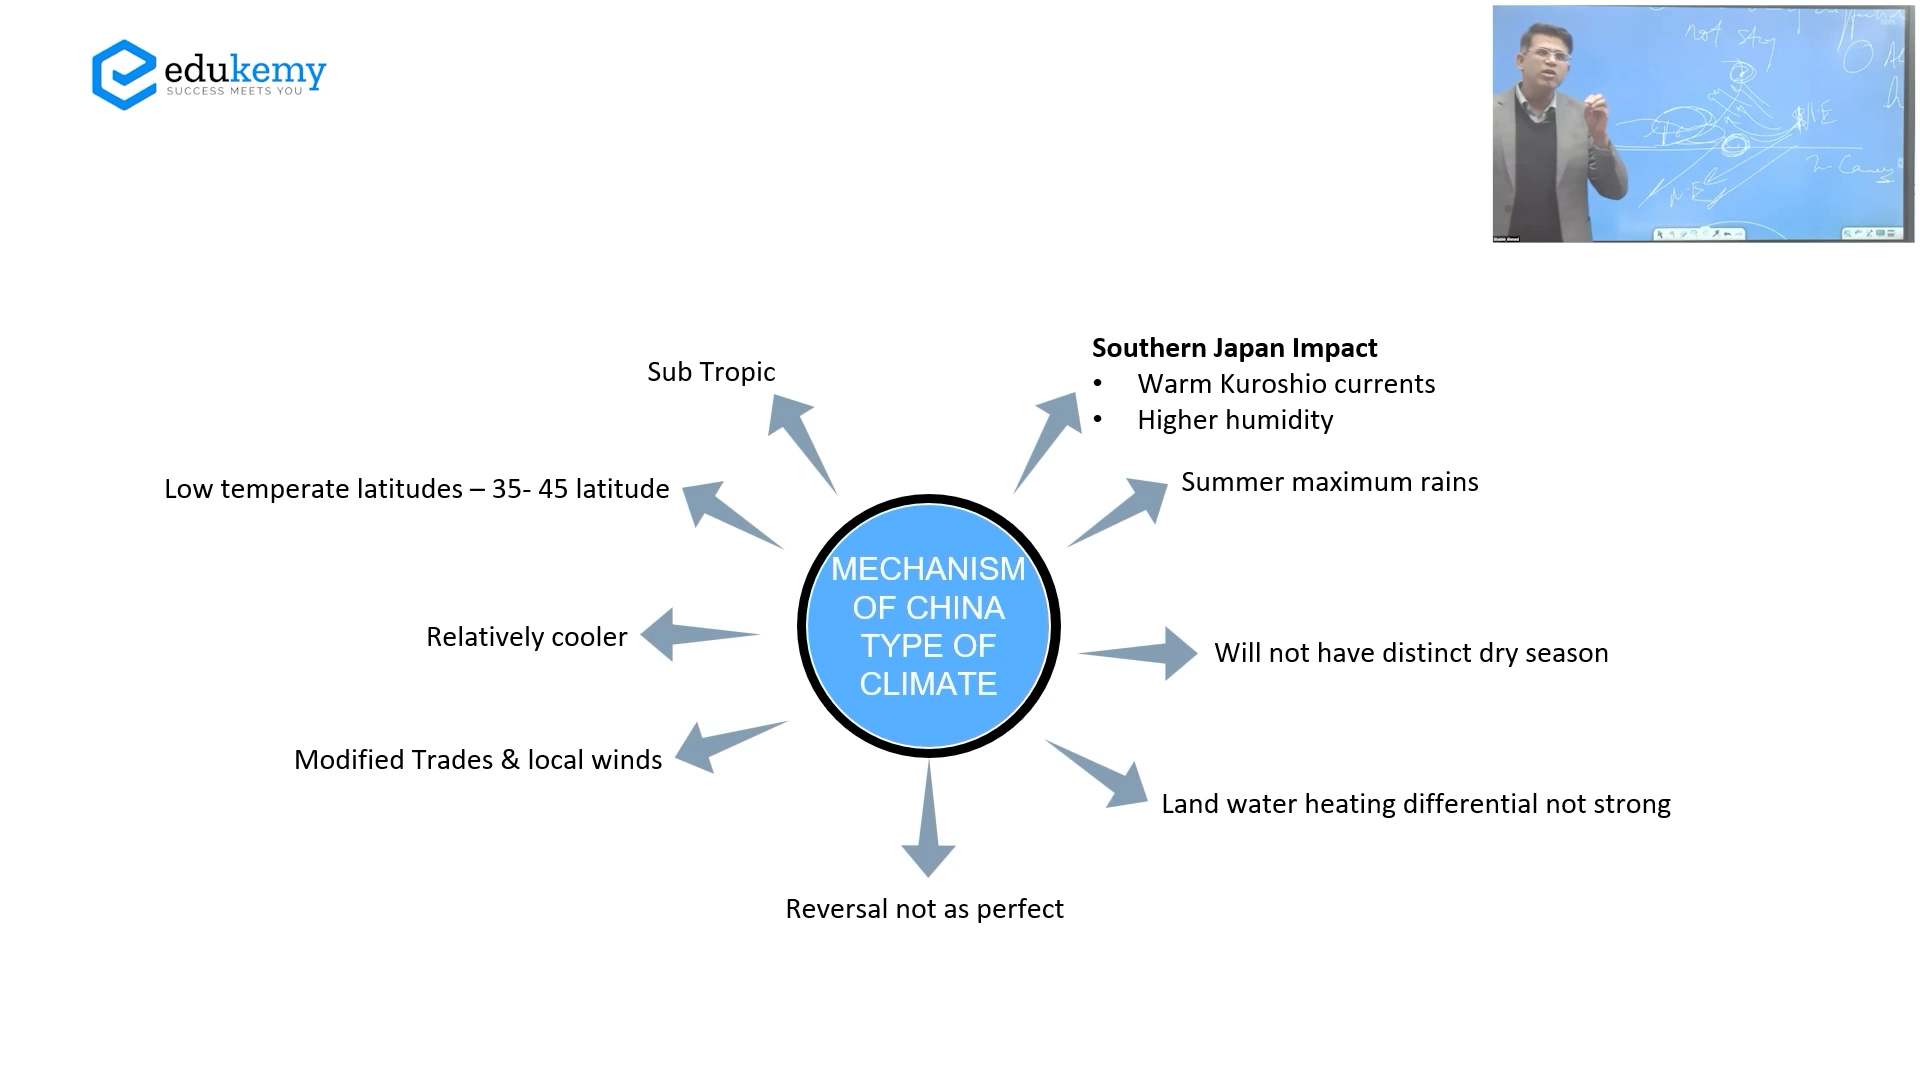 edukemy
SUCCESS MEETS YOU
not
N.E
N.E
Southern Japan Impact
• Warm Kuroshio currents
• Higher humidity
Sub Tropic
Summer maximum rains
Low temperate latitudes – 35- 45 latitude
MECHANISM
OF CHINA
TYPE OF
CLIMATE
Relatively cooler
Will not have distinct dry season
Modified Trades & local winds
Land water heating differential not strong
Reversal not as perfect